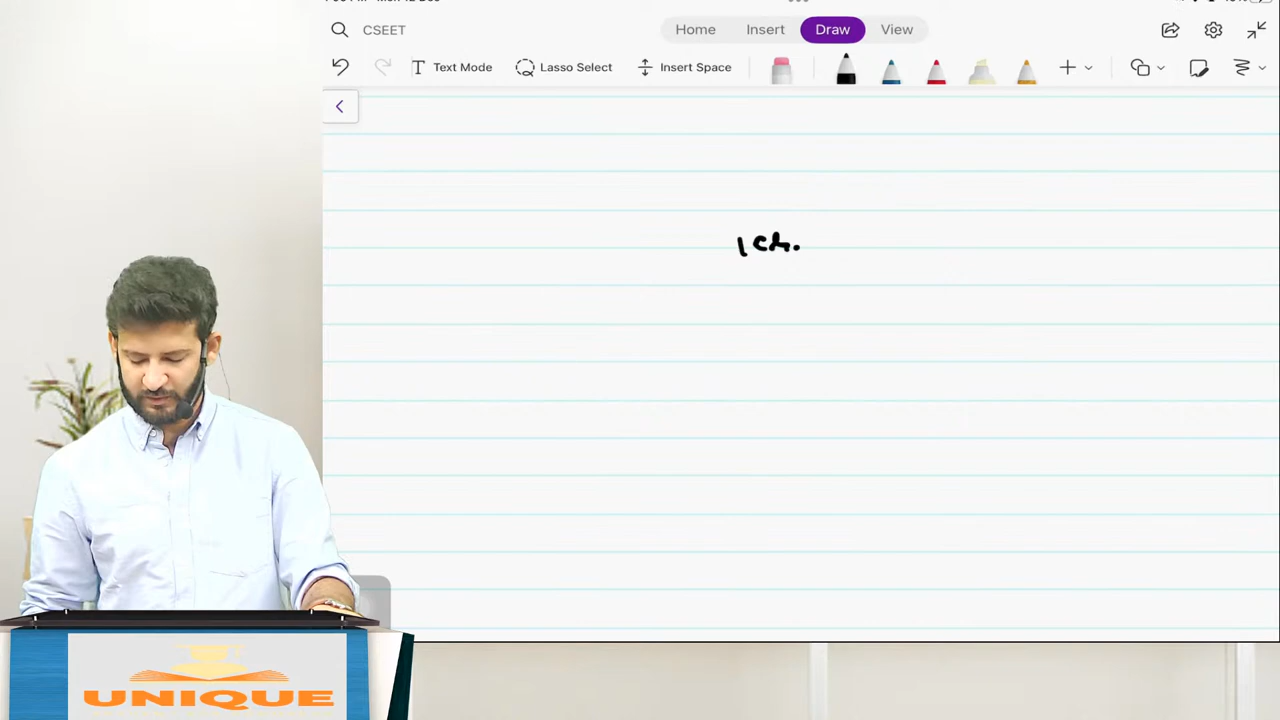 CSEET
Home Insert Draw View
Text Mode Lasso Select Insert Space
1 ch.
UNIQUE